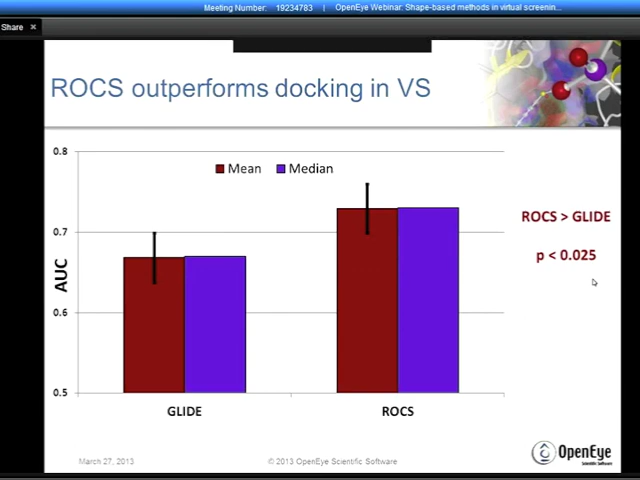 Meeting Number: 19234783 | OpenEye Webinar: Shape-based methods in virtual screenin...
Share ×
ROCS outperforms docking in VS
0.8
Mean Median
0.7
ROCS > GLIDE
p < 0.025
AUC
0.6
0.5
GLIDE ROCS
March 27, 2013 © 2013 OpenEye Scientific Software
OpenEye
Scientific Software